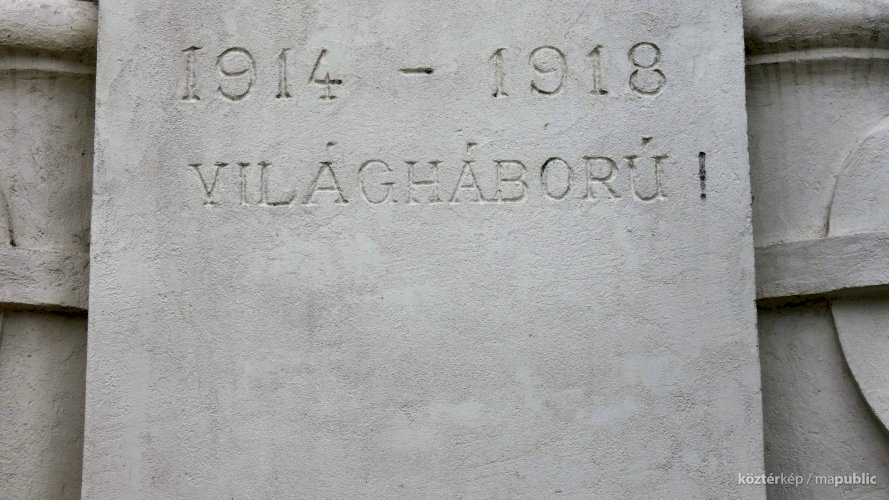 1914 - 1918
VILÁGHÁBORÚ!
köztérkép / mapublic